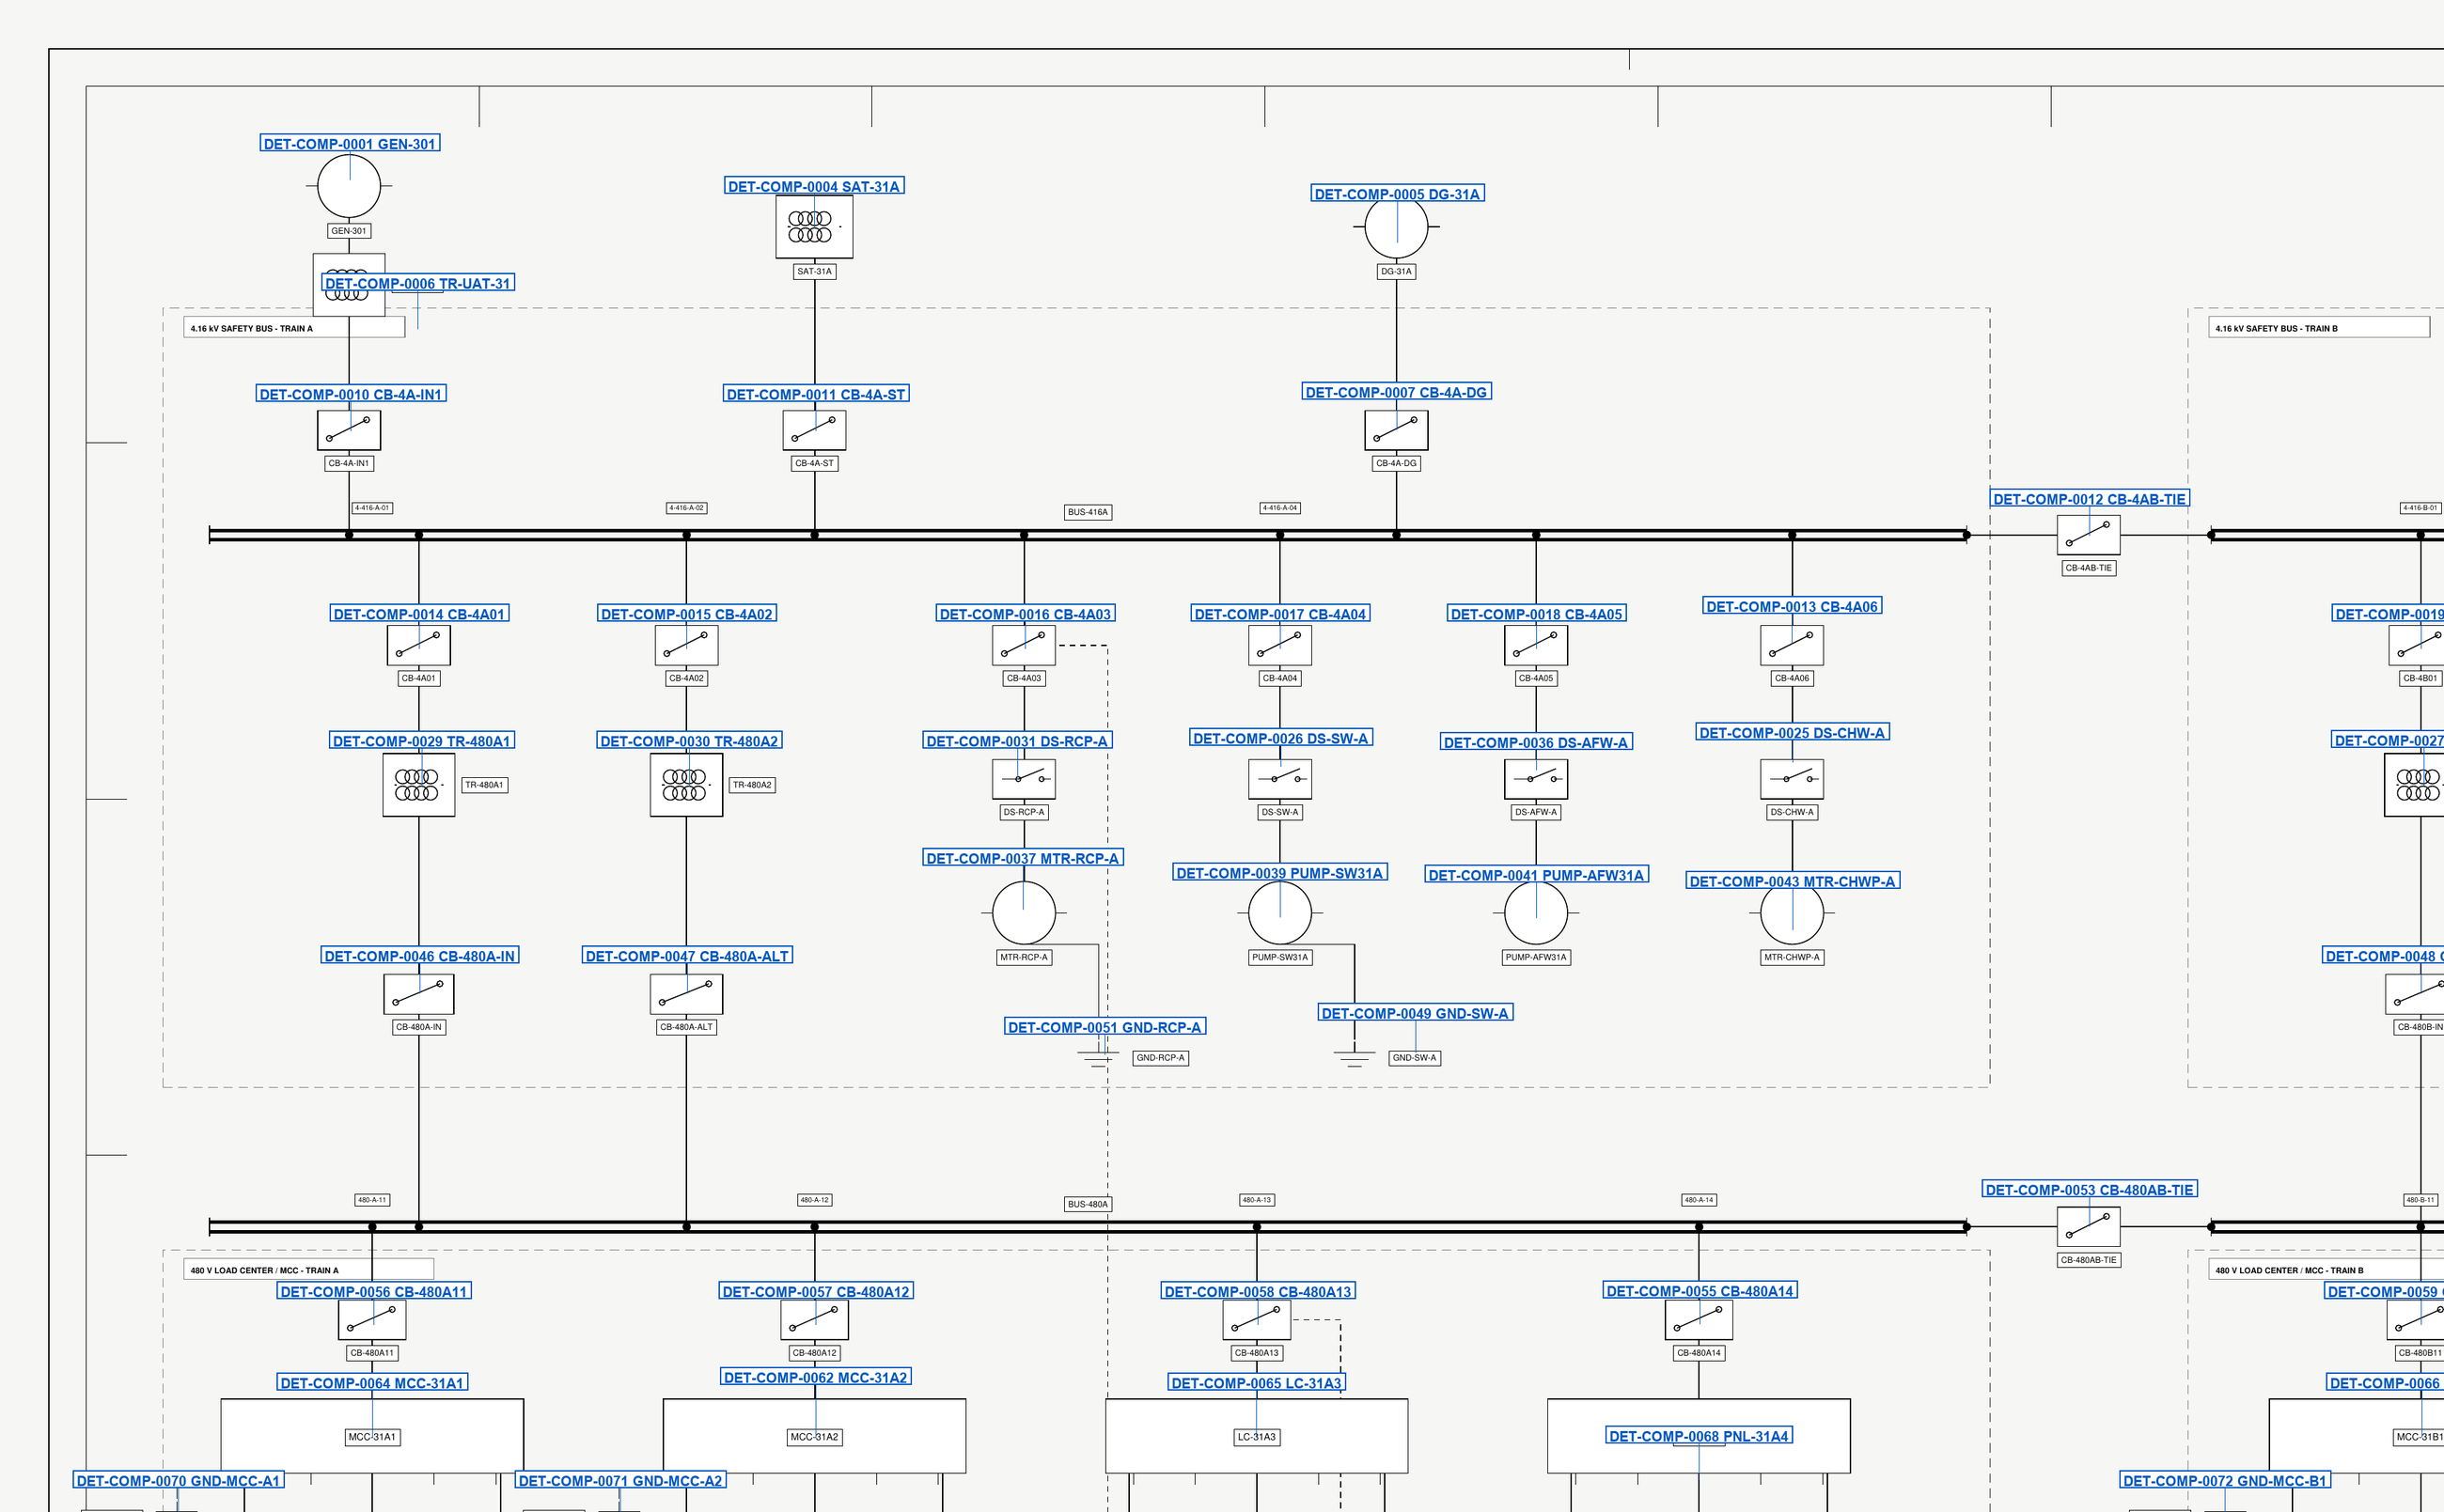 DET-COMP-0001 GEN-301
GEN-301
DET-COMP-0004 SAT-31A
SAT-31A
DET-COMP-0005 DG-31A
DG-31A
DET-COMP-0006 TR-UAT-31
4.16 kV SAFETY BUS - TRAIN A
4.16 kV SAFETY BUS - TRAIN B
DET-COMP-0010 CB-4A-IN1
CB-4A-IN1
DET-COMP-0011 CB-4A-ST
CB-4A-ST
DET-COMP-0007 CB-4A-DG
CB-4A-DG
4-416-A-01
4-416-A-02
BUS-416A
4-416-A-04
DET-COMP-0012 CB-4AB-TIE
CB-4AB-TIE
4-416-B-01
DET-COMP-0014 CB-4A01
CB-4A01
DET-COMP-0015 CB-4A02
CB-4A02
DET-COMP-0016 CB-4A03
CB-4A03
DET-COMP-0017 CB-4A04
CB-4A04
DET-COMP-0018 CB-4A05
CB-4A05
DET-COMP-0013 CB-4A06
CB-4A06
DET-COMP-0019
CB-4B01
DET-COMP-0029 TR-480A1
TR-480A1
DET-COMP-0030 TR-480A2
TR-480A2
DET-COMP-0031 DS-RCP-A
DS-RCP-A
DET-COMP-0026 DS-SW-A
DS-SW-A
DET-COMP-0036 DS-AFW-A
DS-AFW-A
DET-COMP-0025 DS-CHW-A
DS-CHW-A
DET-COMP-0027
DET-COMP-0037 MTR-RCP-A
MTR-RCP-A
DET-COMP-0039 PUMP-SW31A
PUMP-SW31A
DET-COMP-0041 PUMP-AFW31A
PUMP-AFW31A
DET-COMP-0043 MTR-CHWP-A
MTR-CHWP-A
DET-COMP-0046 CB-480A-IN
CB-480A-IN
DET-COMP-0047 CB-480A-ALT
CB-480A-ALT
DET-COMP-0051 GND-RCP-A
GND-RCP-A
DET-COMP-0049 GND-SW-A
GND-SW-A
DET-COMP-0048
CB-480B-IN
480-A-11
480-A-12
BUS-480A
480-A-13
480-A-14
DET-COMP-0053 CB-480AB-TIE
CB-480AB-TIE
480-B-11
480 V LOAD CENTER / MCC - TRAIN A
480 V LOAD CENTER / MCC - TRAIN B
DET-COMP-0056 CB-480A11
CB-480A11
DET-COMP-0057 CB-480A12
CB-480A12
DET-COMP-0058 CB-480A13
CB-480A13
DET-COMP-0055 CB-480A14
CB-480A14
DET-COMP-0059
CB-480B11
DET-COMP-0064 MCC-31A1
MCC-31A1
DET-COMP-0062 MCC-31A2
MCC-31A2
DET-COMP-0065 LC-31A3
LC-31A3
DET-COMP-0068 PNL-31A4
DET-COMP-0066
MCC-31B1
DET-COMP-0070 GND-MCC-A1
DET-COMP-0071 GND-MCC-A2
DET-COMP-0072 GND-MCC-B1